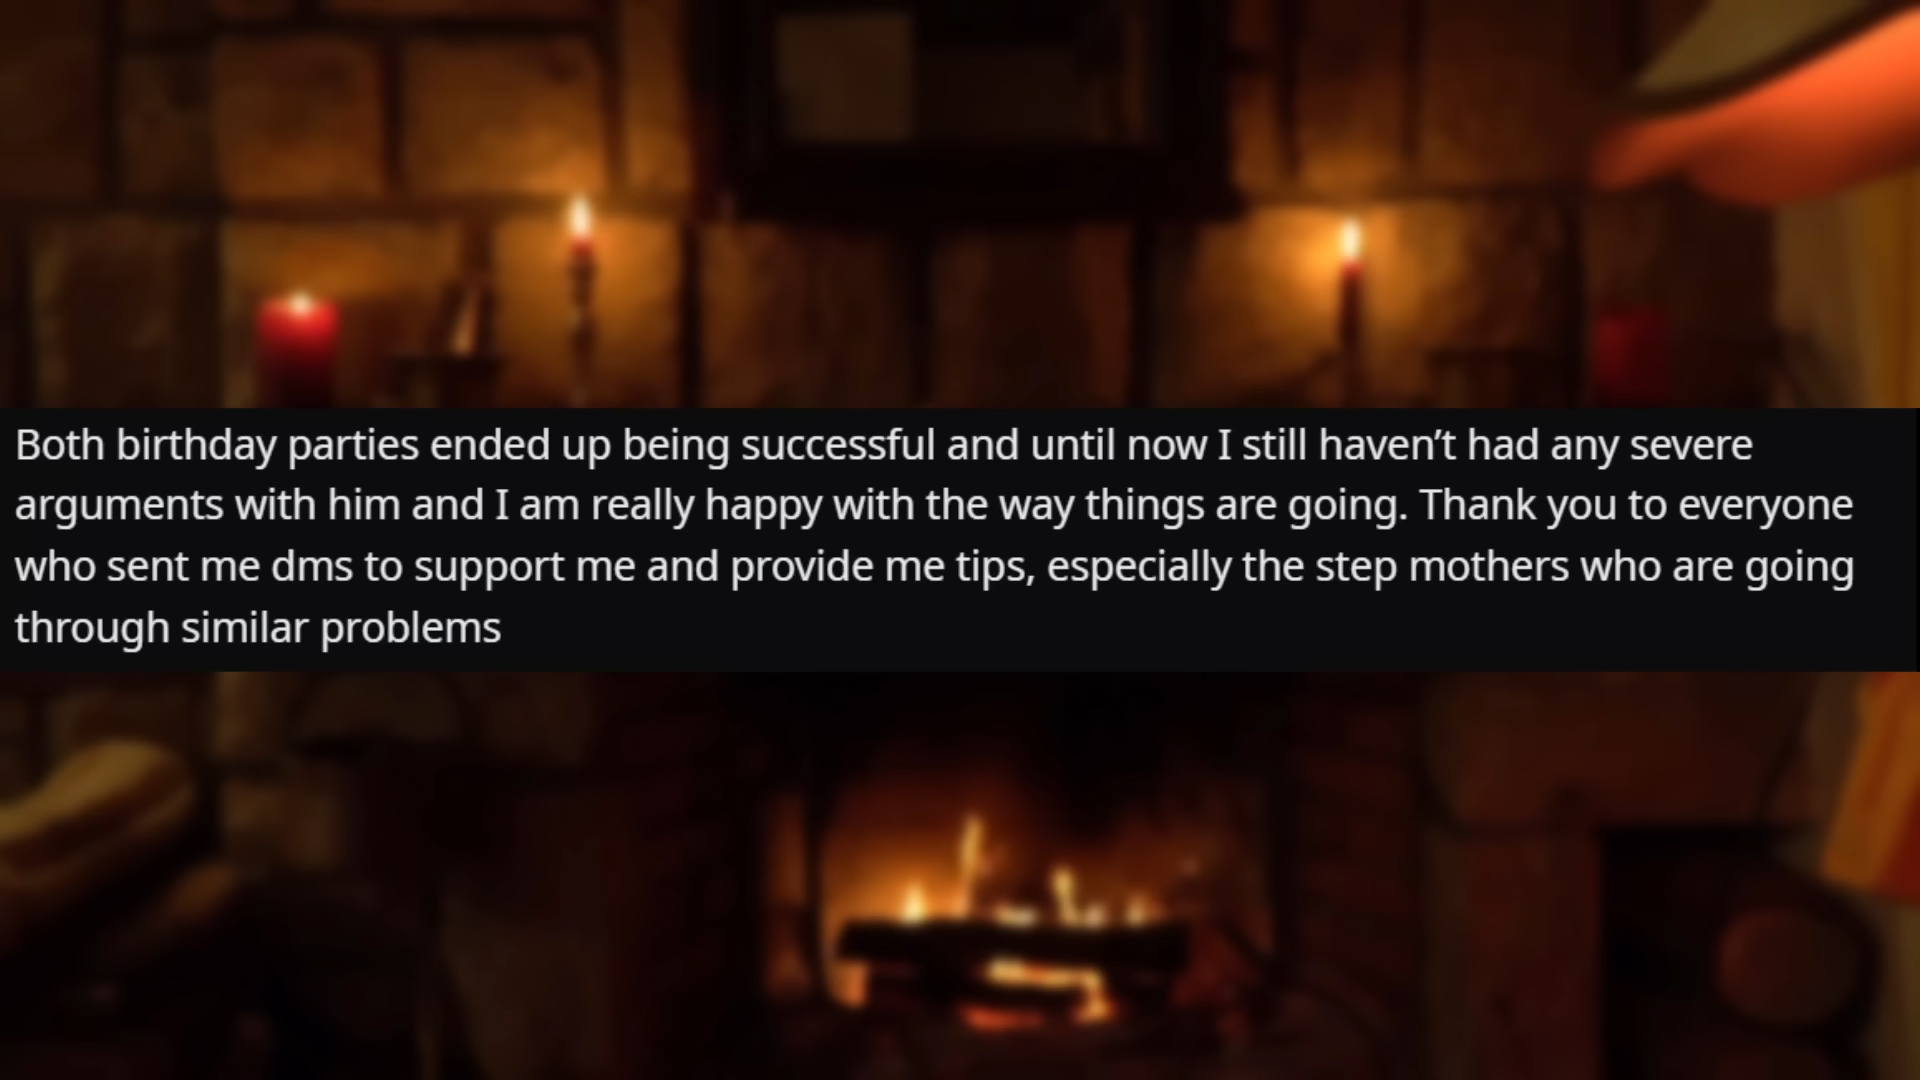 Both birthday parties ended up being successful and until now I still haven’t had any severe
arguments with him and I am really happy with the way things are going. Thank you to everyone
who sent me dms to support me and provide me tips, especially the step mothers who are going
through similar problems